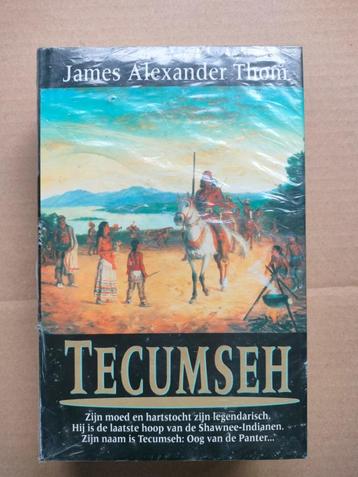 James Alexander Thom
TECUMSEH
Zijn moed en hartstocht zijn legendarisch.
Hij is de laatste hoop van de Shawnee-Indianen.
Zijn naam is Tecumseh: Oog van de Panter...